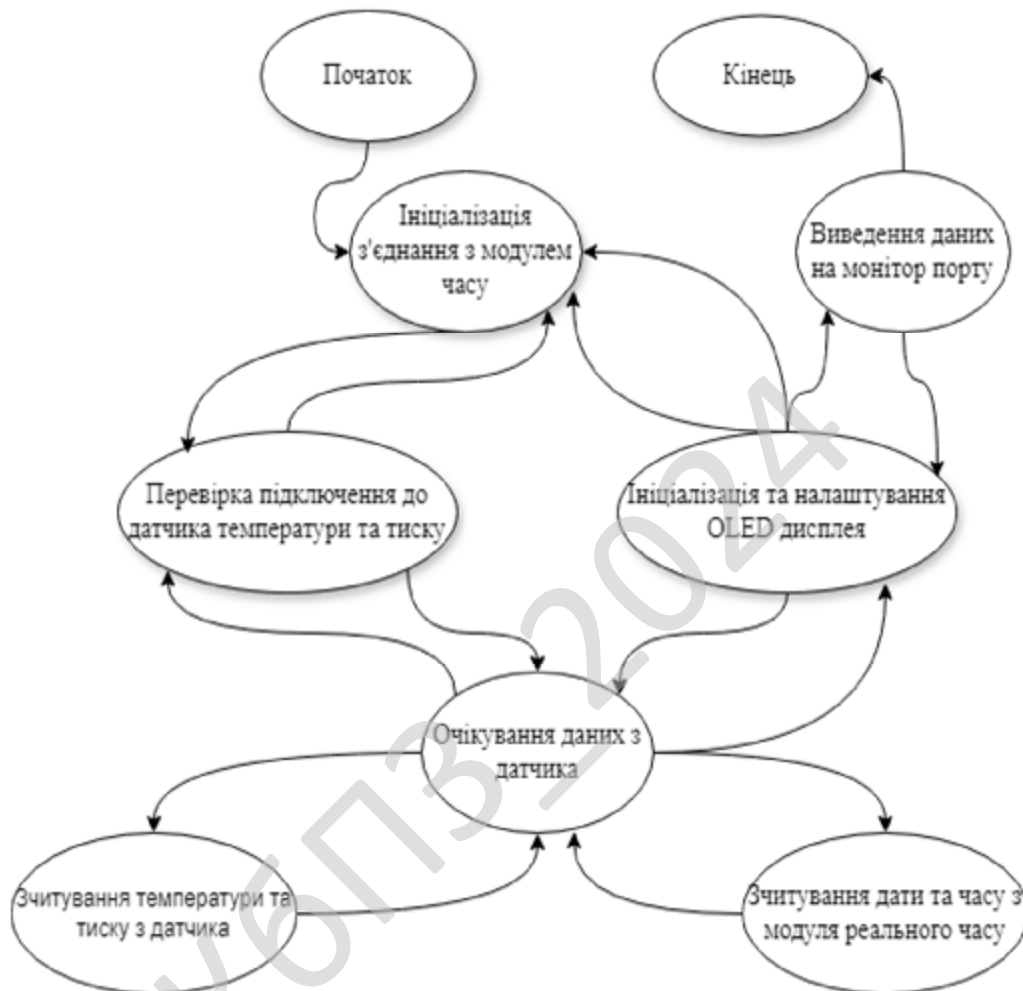 Початок
Кінець
Ініціалізація
з'єднання з модулем
часу
Виведення даних
на монітор порту
Перевірка підключення до
датчика температури та тиску
Ініціалізація та налаштування
OLED дисплея
Очікування даних з
датчика
Зчитування температури та
тиску з датчика
Зчитування дати та часу з
модуля реального часу
КбПЗ_2024